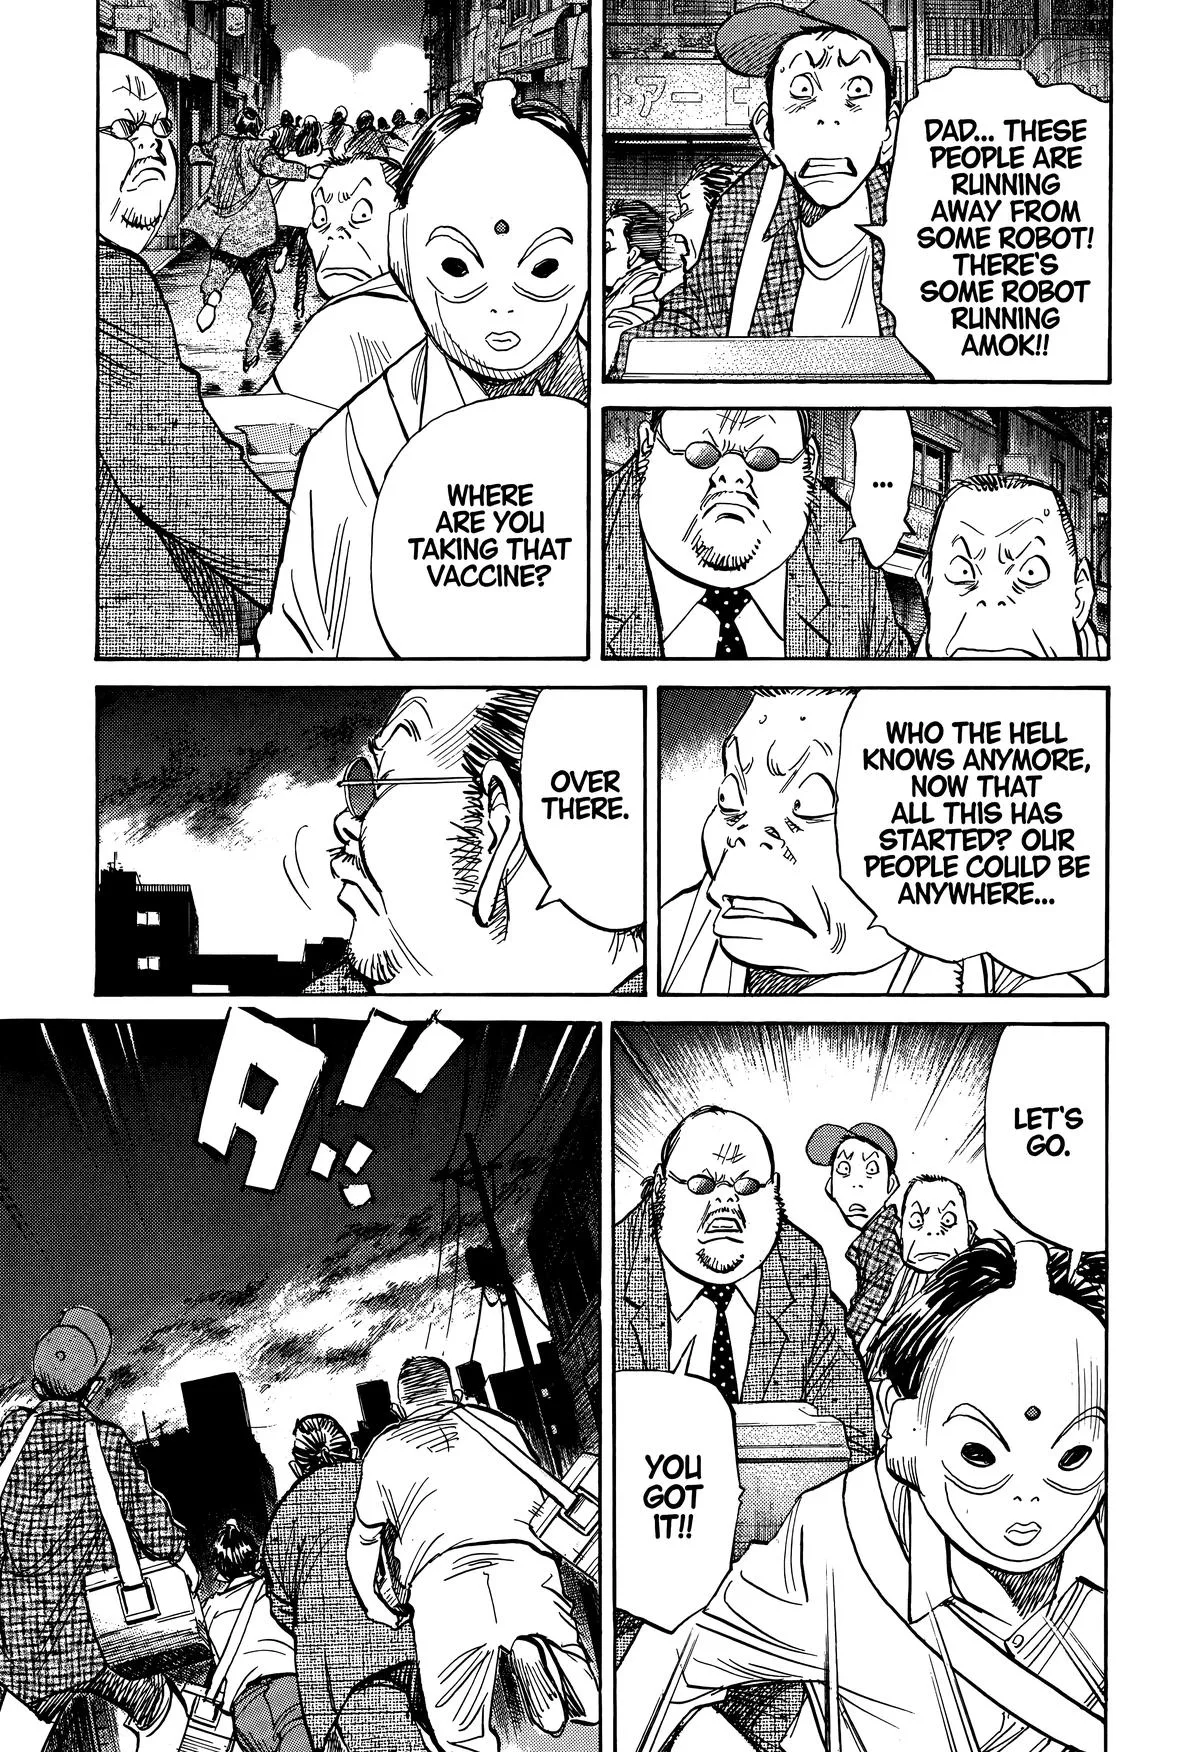 アー
DAD... THESE
PEOPLE ARE
RUNNING
AWAY FROM
SOME ROBOT!
THERE'S
SOME ROBOT
RUNNING
AMOK!!
WHERE
ARE YOU
TAKING THAT
VACCINE?
...
OVER
THERE.
WHO THE HELL
KNOWS ANYMORE,
NOW THAT
ALL THIS HAS
STARTED? OUR
PEOPLE COULD BE
ANYWHERE...
LET'S
GO.
YOU
GOT
IT!!